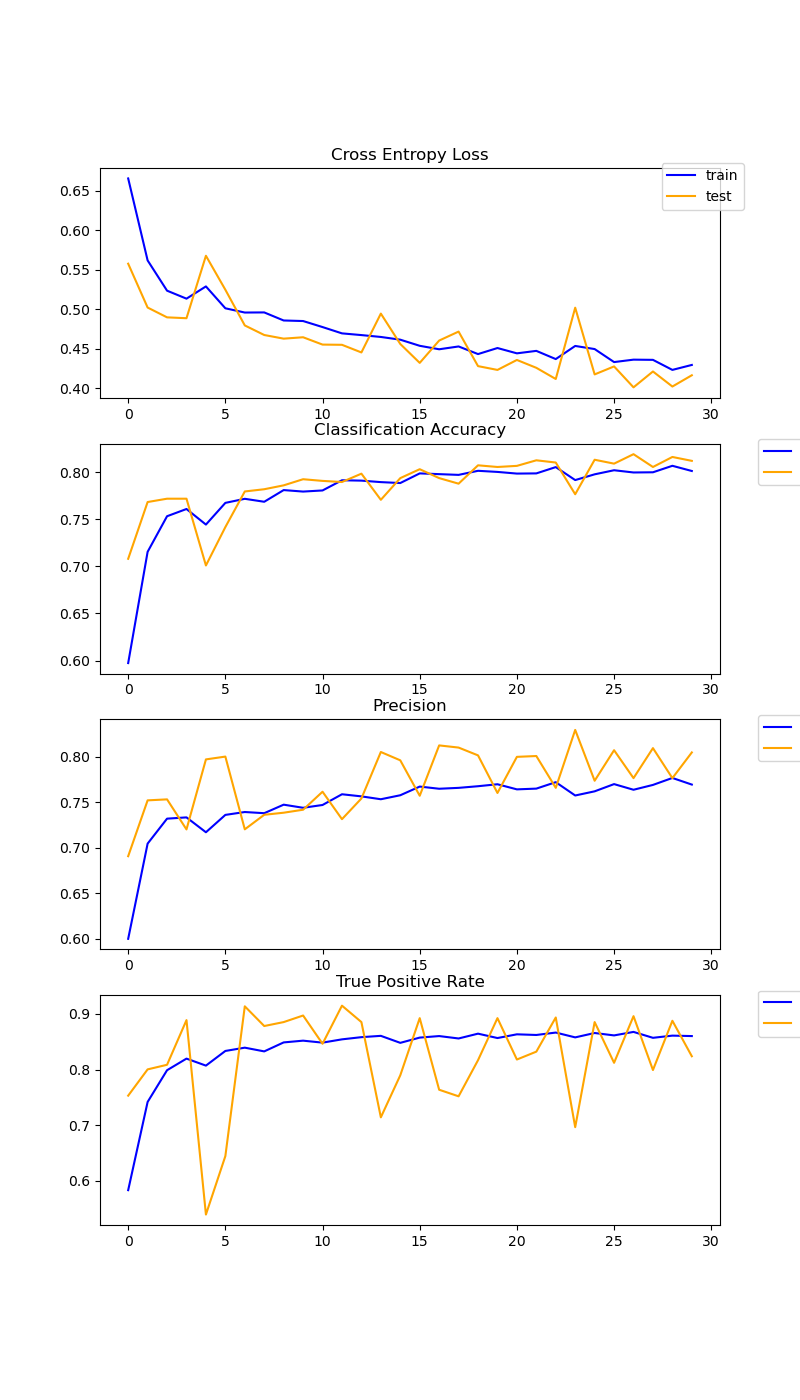 Cross Entropy Loss
train
test
0.65
0.60
0.55
0.50
0.45
0.40
0 5 10 15 20 25 30
Classification Accuracy
0.80
0.75
0.70
0.65
0.60
0 5 10 15 20 25 30
Precision
0.80
0.75
0.70
0.65
0.60
0 5 10 15 20 25 30
True Positive Rate
0.9
0.8
0.7
0.6
0 5 10 15 20 25 30